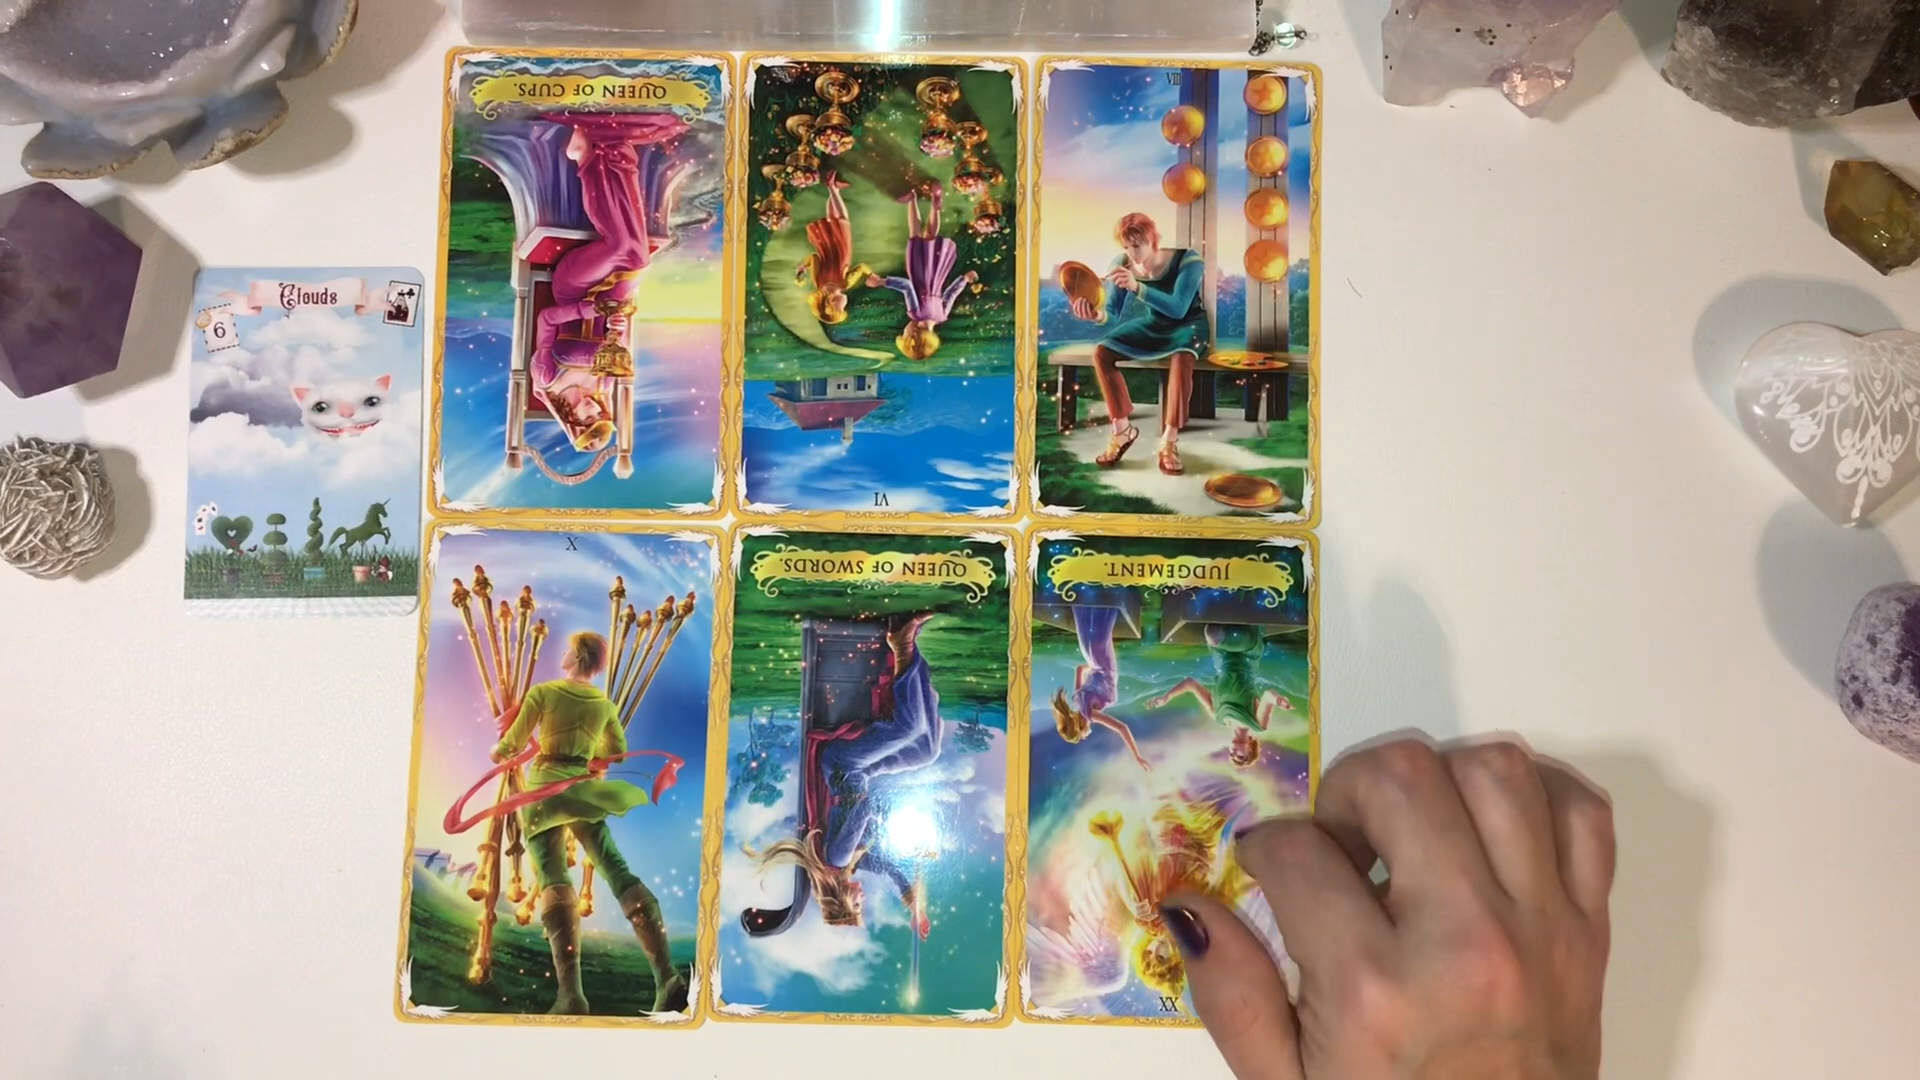 QUEEN OF CUPS.
VI
VIII
Clouds
6
X
QUEEN OF SWORDS.
JUDGEMENT.
XX